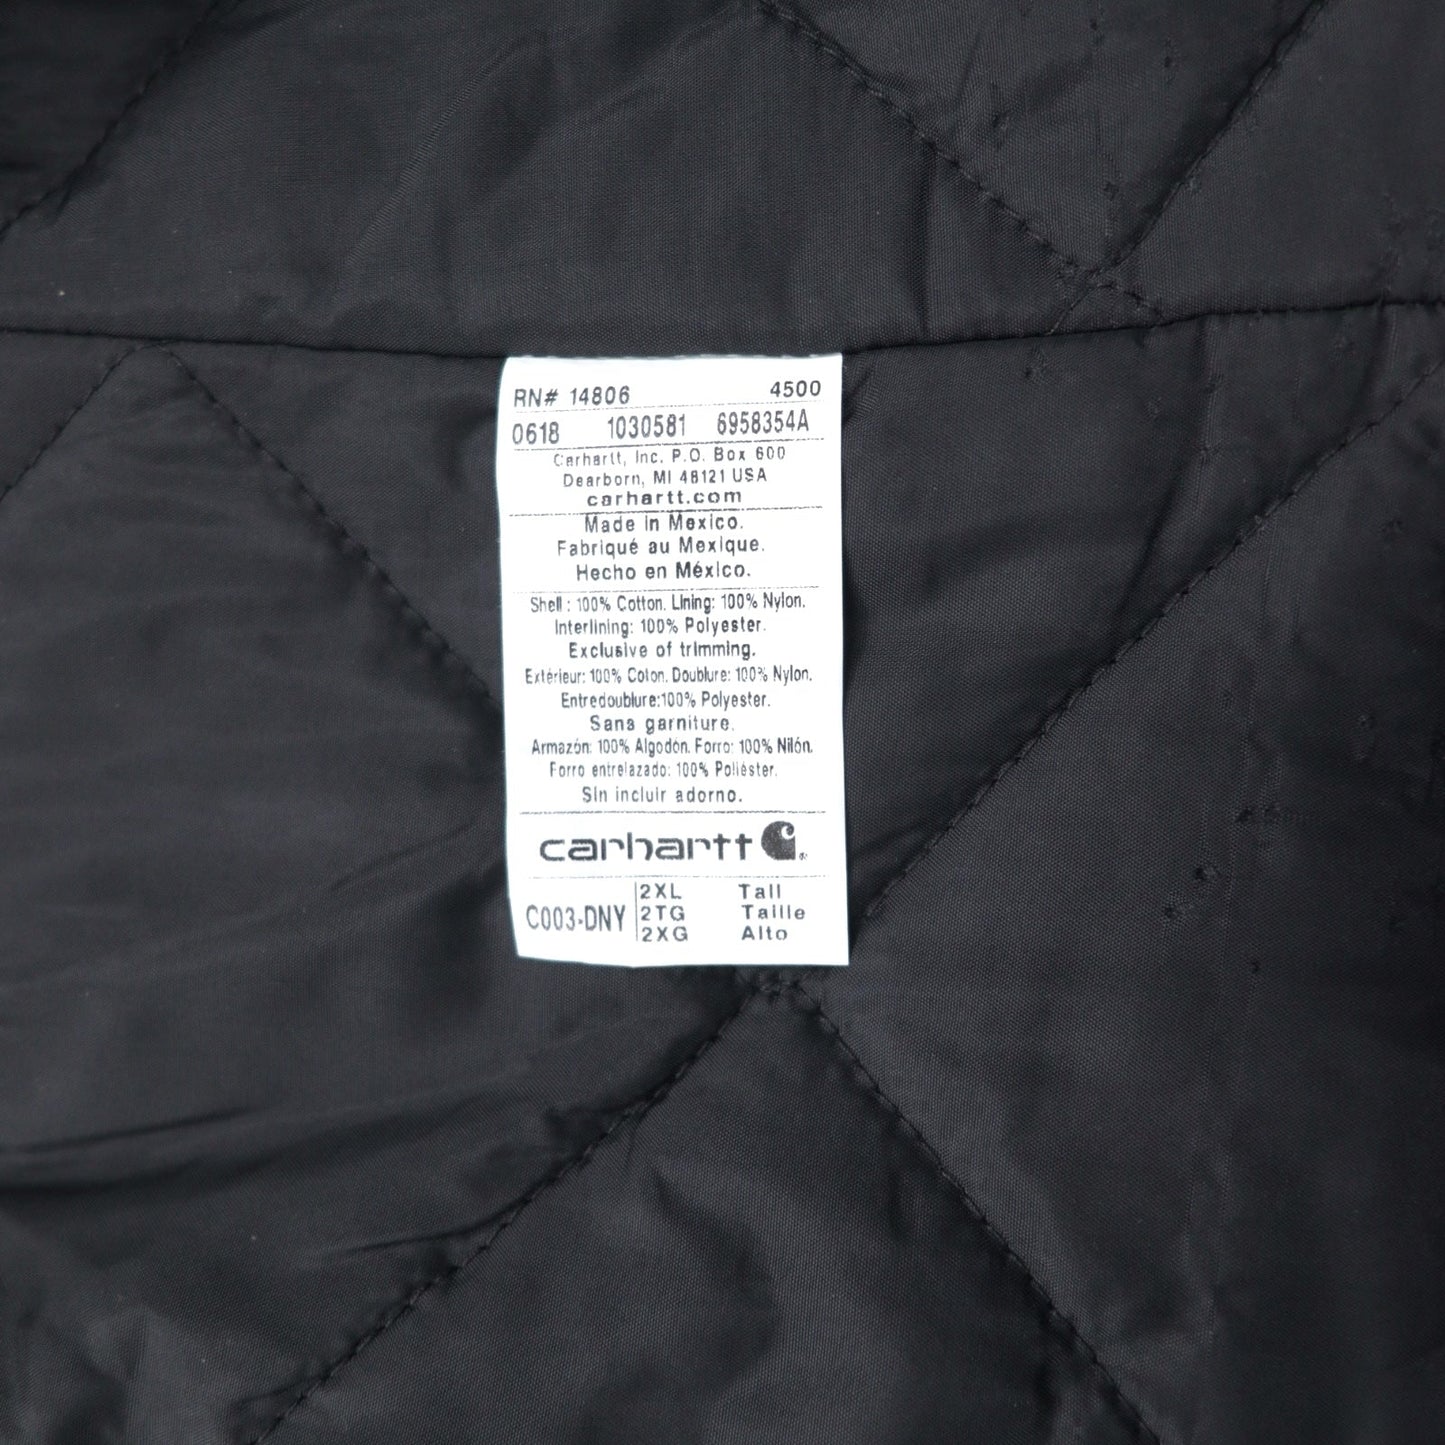 RN# 14806 4500
0618 1030581 6958354A
Carhartt, Inc. P.O. Box 600
Dearborn, MI 48121 USA
carhartt.com
Made in Mexico.
Fabriqué au Mexique.
Hecho en México.
Shell : 100% Cotton. Lining: 100% Nylon.
Interlining: 100% Polyester.
Exclusive of trimming.
Extérieur: 100% Coton. Doublure: 100% Nylon.
Entredoublure:100% Polyester.
Sans garniture.
Armazón: 100% Algodón. Forro: 100% Nilón.
Forro entrelazado: 100% Poliéster.
Sin incluir adorno.
carhartt
C003-DNY
2XL Tall
2TG Taille
2XG Alto